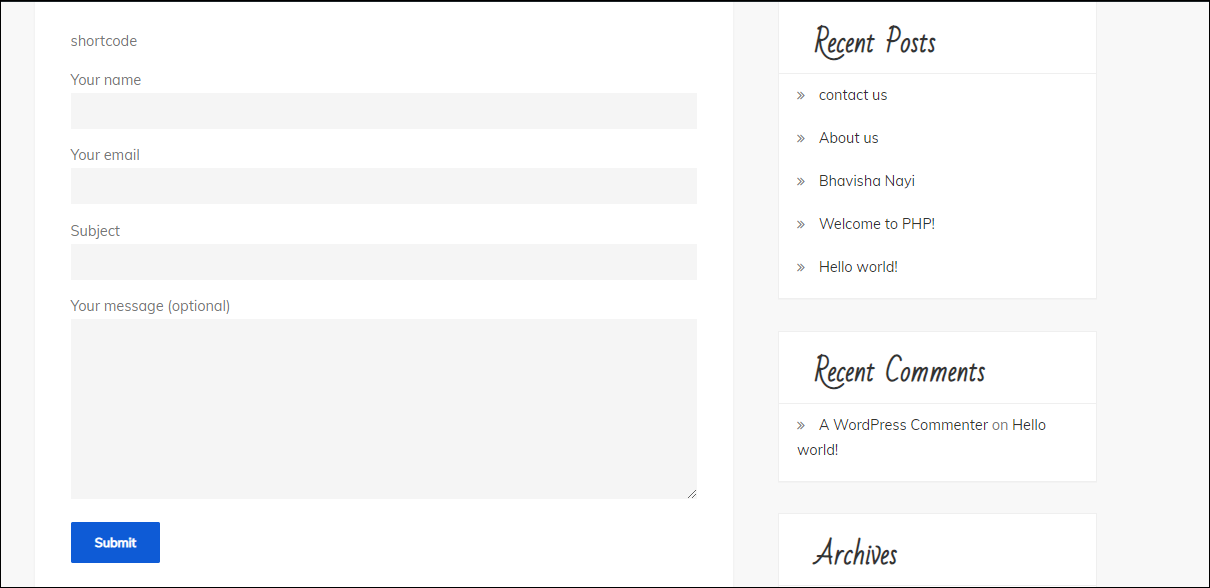 shortcode
Your name
Your email
Subject
Your message (optional)
Submit
Recent Posts
» contact us
» About us
» Bhavisha Nayi
» Welcome to PHP!
» Hello world!
Recent Comments
» A WordPress Commenter on Hello
world!
Archives